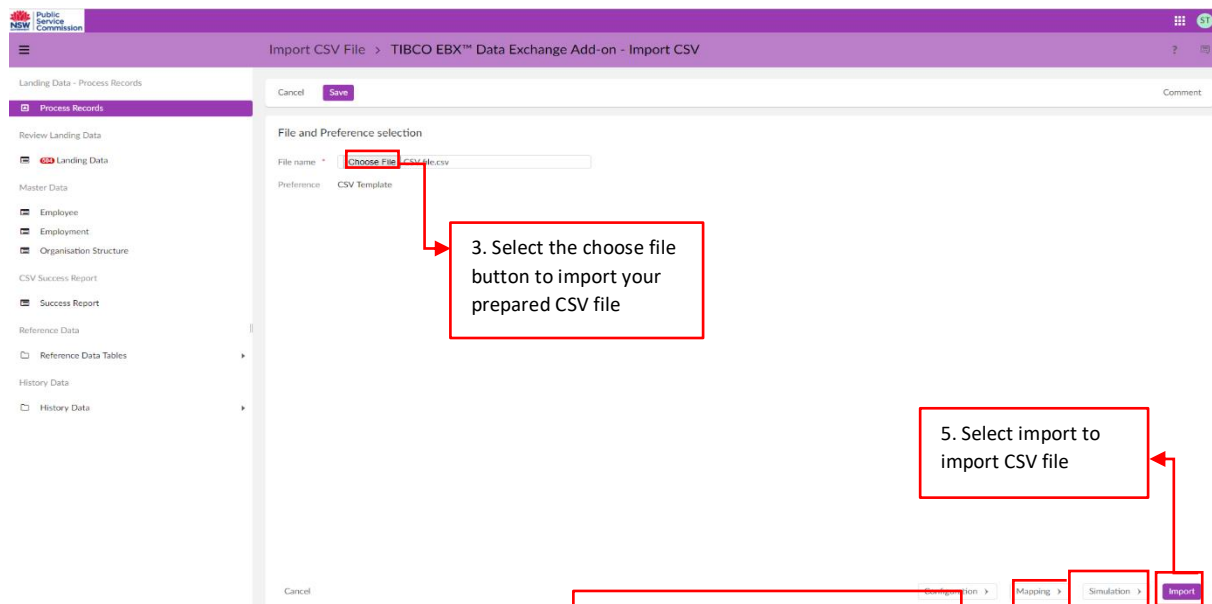 Public
Service
Commission
NSW
ST
Import CSV File > TIBCO EBX™ Data Exchange Add-on - Import CSV
?
Landing Data - Process Records
Process Records
Review Landing Data
Landing Data
Master Data
Employee
Employment
Organisation Structure
CSV Success Report
Success Report
Reference Data
Reference Data Tables
History Data
History Data
Cancel
Save
Comment
File and Preference selection
File name *
Choose File CSV file.csv
Preference CSV Template
3. Select the choose file
button to import your
prepared CSV file
5. Select import to
import CSV file
Cancel
Configuration >
Mapping >
Simulation >
Import